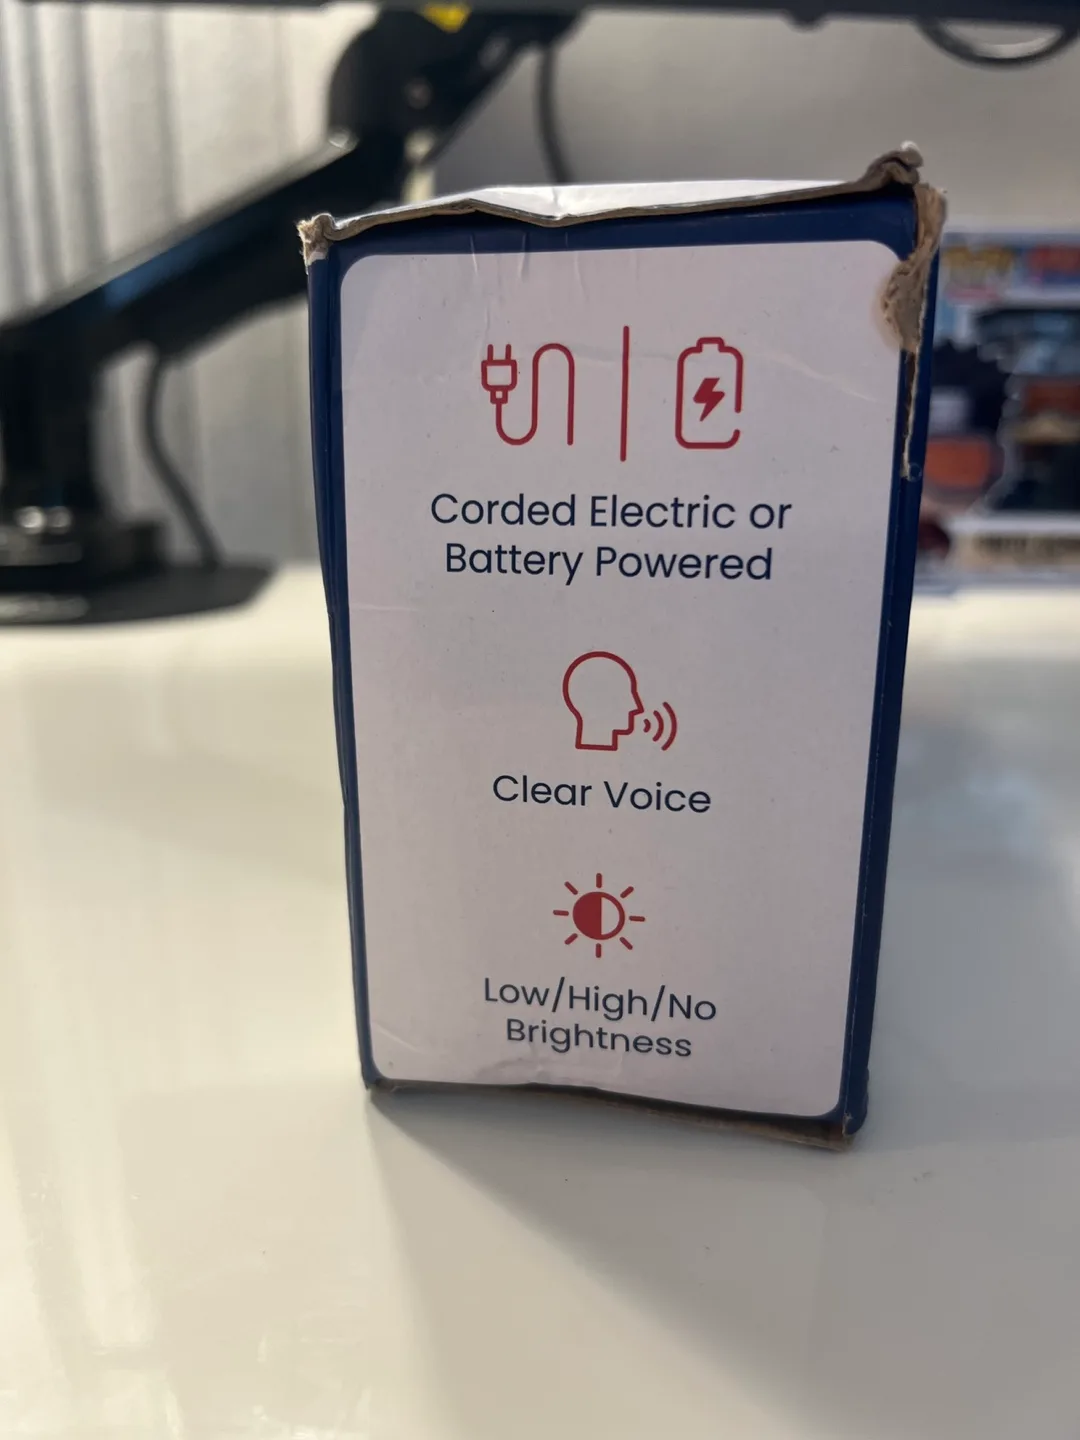 Corded Electric or
Battery Powered
Clear Voice
Low/High/No
Brightness